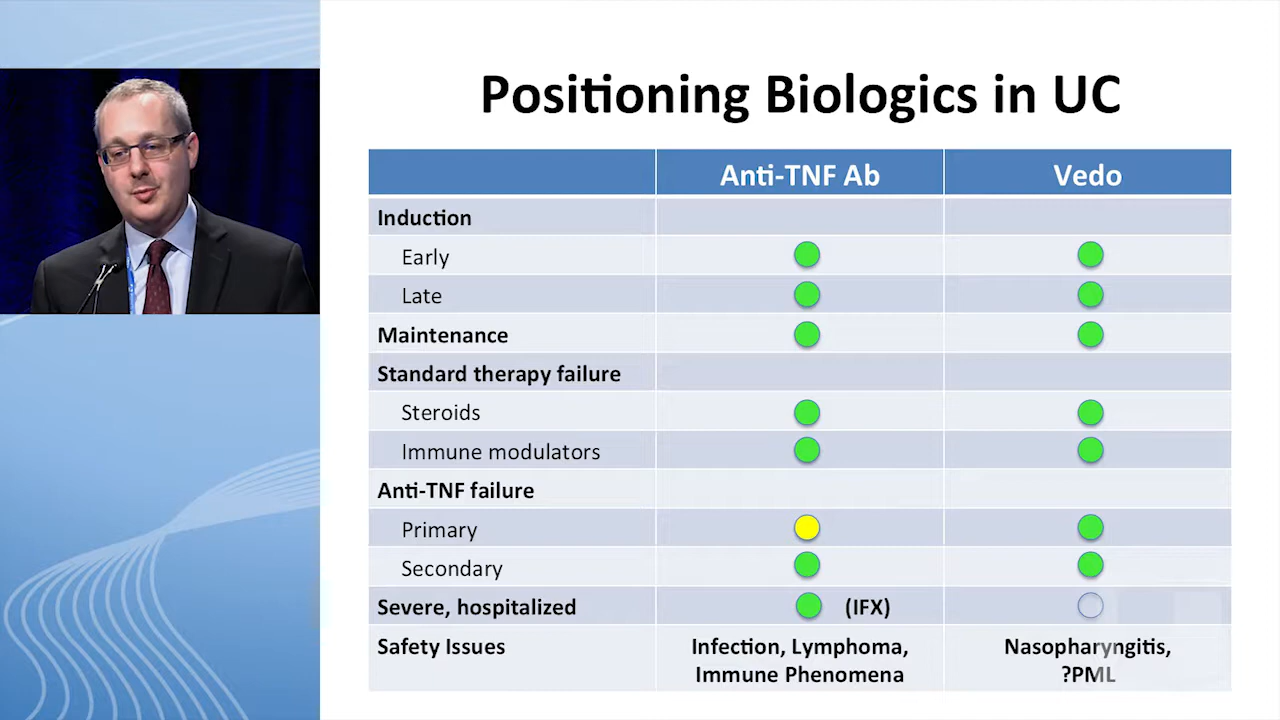 Positioning Biologics in UC
Anti-TNF Ab Vedo
Induction
Early
Late
Maintenance
Standard therapy failure
Steroids
Immune modulators
Anti-TNF failure
Primary
Secondary
Severe, hospitalized (IFX)
Safety Issues Infection, Lymphoma, Nasopharyngitis,
Immune Phenomena ?PML